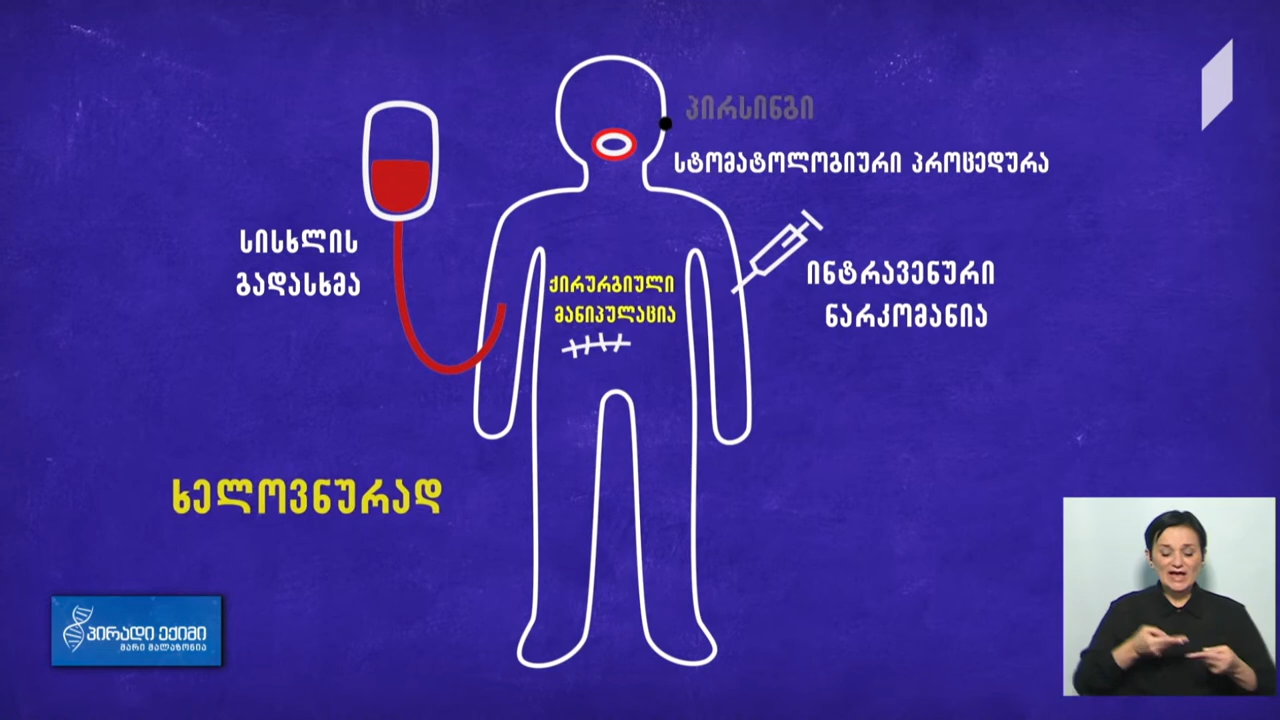 პირსინგი
სტომატოლოგიური პროცედურა
სისხლის
გადასხმა
ქირურგიული
მანიპულაცია
ინტრავენური
ნარკომანია
ხელოვნურად
პირადი ექიმი
მარი მალაზონია